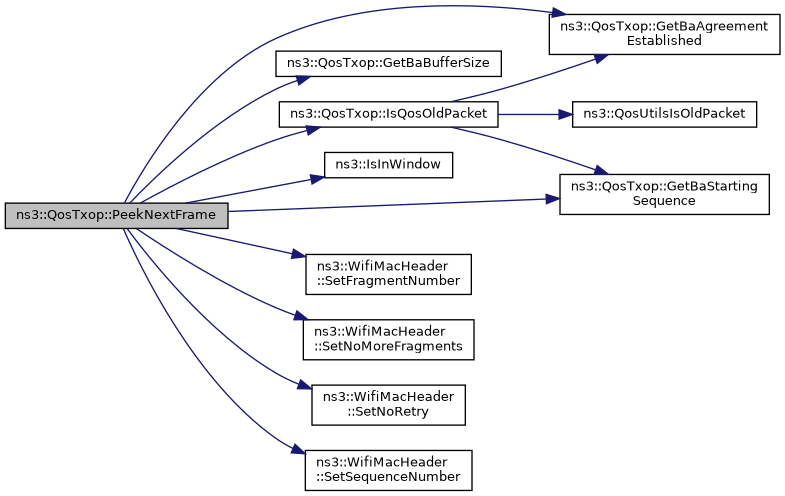 ns3::QosTxop::GetBaAgreement
Established
ns3::QosTxop::GetBaBufferSize
ns3::QosTxop::IsQosOldPacket
ns3::QosUtilsIsOldPacket
ns3::IsInWindow
ns3::QosTxop::GetBaStarting
Sequence
ns3::QosTxop::PeekNextFrame
ns3::WifiMacHeader
::SetFragmentNumber
ns3::WifiMacHeader
::SetNoMoreFragments
ns3::WifiMacHeader
::SetNoRetry
ns3::WifiMacHeader
::SetSequenceNumber